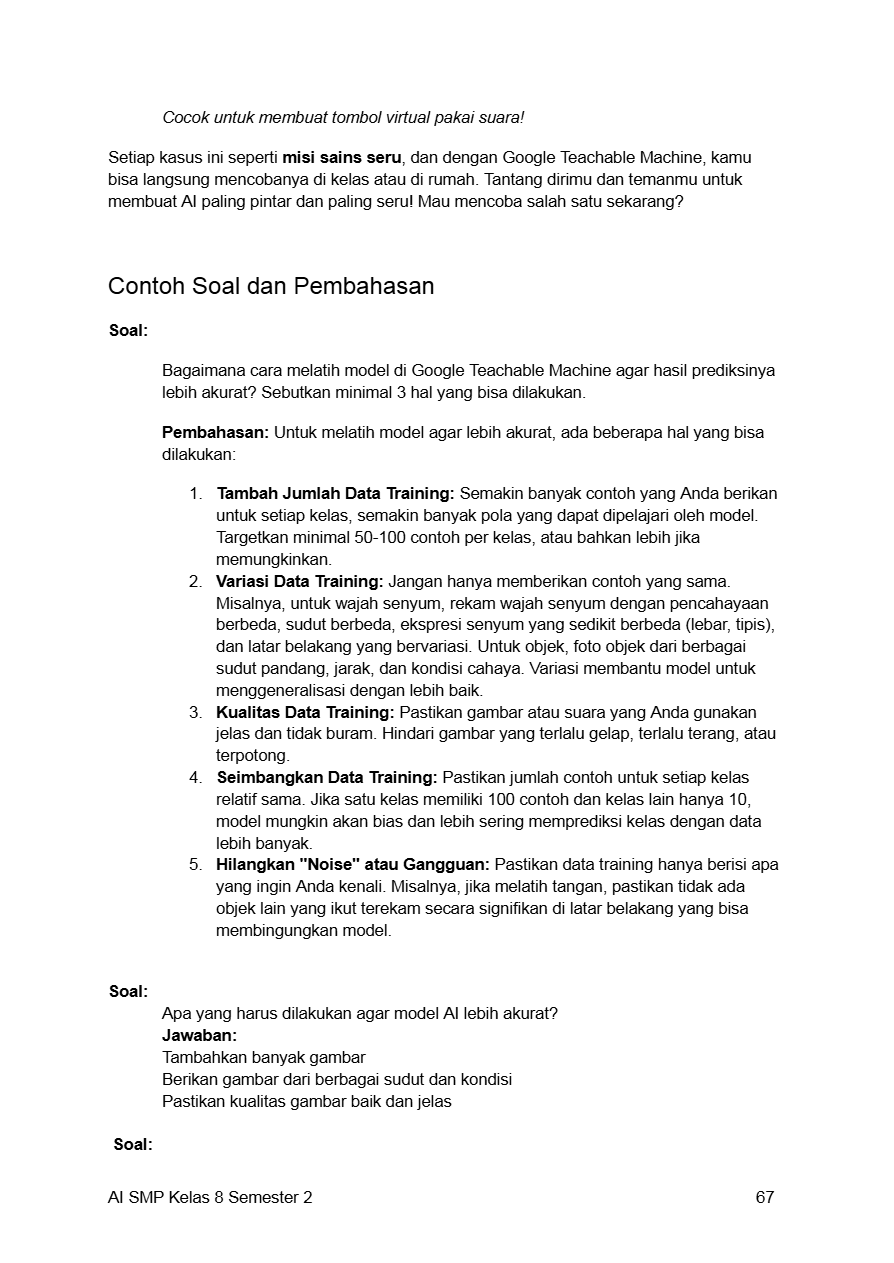 Cocok untuk membuat tombol virtual pakai suara!
Setiap kasus ini seperti misi sains seru, dan dengan Google Teachable Machine, kamu
bisa langsung mencobanya di kelas atau di rumah. Tantang dirimu dan temanmu untuk
membuat AI paling pintar dan paling seru! Mau mencoba salah satu sekarang?
Contoh Soal dan Pembahasan
Soal:
Bagaimana cara melatih model di Google Teachable Machine agar hasil prediksinya
lebih akurat? Sebutkan minimal 3 hal yang bisa dilakukan.
Pembahasan: Untuk melatih model agar lebih akurat, ada beberapa hal yang bisa
dilakukan:
1. Tambah Jumlah Data Training: Semakin banyak contoh yang Anda berikan
untuk setiap kelas, semakin banyak pola yang dapat dipelajari oleh model.
Targetkan minimal 50-100 contoh per kelas, atau bahkan lebih jika
memungkinkan.
2. Variasi Data Training: Jangan hanya memberikan contoh yang sama.
Misalnya, untuk wajah senyum, rekam wajah senyum dengan pencahayaan
berbeda, sudut berbeda, ekspresi senyum yang sedikit berbeda (lebar, tipis),
dan latar belakang yang bervariasi. Untuk objek, foto objek dari berbagai
sudut pandang, jarak, dan kondisi cahaya. Variasi membantu model untuk
menggeneralisasi dengan lebih baik.
3. Kualitas Data Training: Pastikan gambar atau suara yang Anda gunakan
jelas dan tidak buram. Hindari gambar yang terlalu gelap, terlalu terang, atau
terpotong.
4. Seimbangkan Data Training: Pastikan jumlah contoh untuk setiap kelas
relatif sama. Jika satu kelas memiliki 100 contoh dan kelas lain hanya 10,
model mungkin akan bias dan lebih sering memprediksi kelas dengan data
lebih banyak.
5. Hilangkan "Noise" atau Gangguan: Pastikan data training hanya berisi apa
yang ingin Anda kenali. Misalnya, jika melatih tangan, pastikan tidak ada
objek lain yang ikut terekam secara signifikan di latar belakang yang bisa
membingungkan model.
Soal:
Apa yang harus dilakukan agar model AI lebih akurat?
Jawaban:
Tambahkan banyak gambar
Berikan gambar dari berbagai sudut dan kondisi
Pastikan kualitas gambar baik dan jelas
Soal:
AI SMP Kelas 8 Semester 2 67